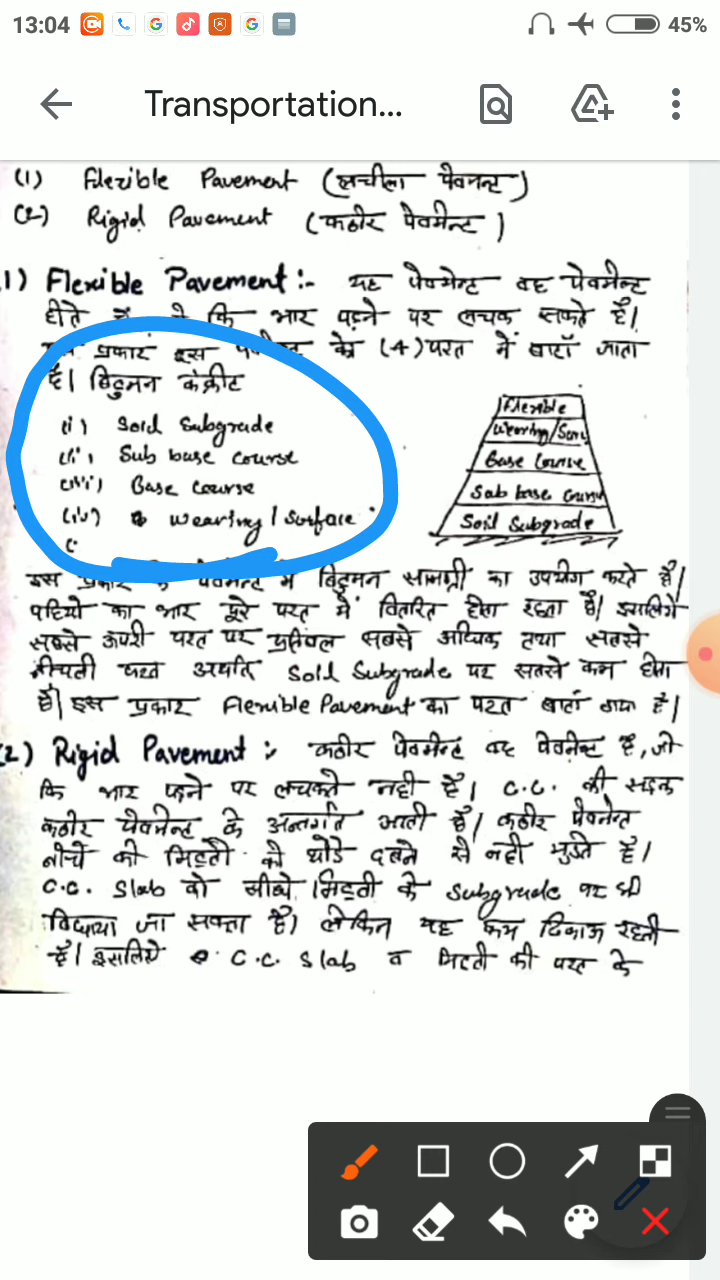 13:04
45%
Transportation...
(1) Flexible Pavement (लचीला पेवमेन्ट)
(2) Rigid Pavement (कठोर पेवमेन्ट)
1) Flexible Pavement :- यह पेवमेन्ट वह पेवमेन्ट
होते कि भार पड़ने पर लचक सकते हैं।
प्रकार इस के (4) परत में बाटाँ जाता
है। बिटुमन कंक्रीट
(i) Soild Subgrade
(ii) Sub base course
(iii) Base course
(iv) wearing / Surface
(
Flexible
Wearing/Sur
Base Course
Sub base Course
Soil Subgrade
इस प्रकार के पेवमेन्ट में बिटुमन सामग्री का उपयोग करते हैं।
पहियो का भार पूरे परत में वितरित होता रहता है। इसलिये
सबसे ऊपरी परत पर प्रतिबल सबसे अधिक तथा सबसे
नीचली परत अर्थात Soild Subgrade पर सबसे कम होता
है। इस प्रकार Flexible Pavement का परत बाटाँ गया है।
2) Rigid Pavement :- कठोर पेवमेन्ट वह पेवमेन्ट है, जो
कि भार पड़ने पर लचकते नही है। C.C. की सड़क
कठोर पेवमेन्ट के अन्तर्गत आती है। कठोर पेवमेन्ट
नीचे की मिट्टी के थोडे दबने से नही मुड़ते है।
C.C. Slab को सीधे मिट्टी के Subgrade पर भी
बिछाया जा सकता है। लेकिन यह कम टिकाऊ रहती
है। इसलिये C.C. Slab व मिटटी की परत के